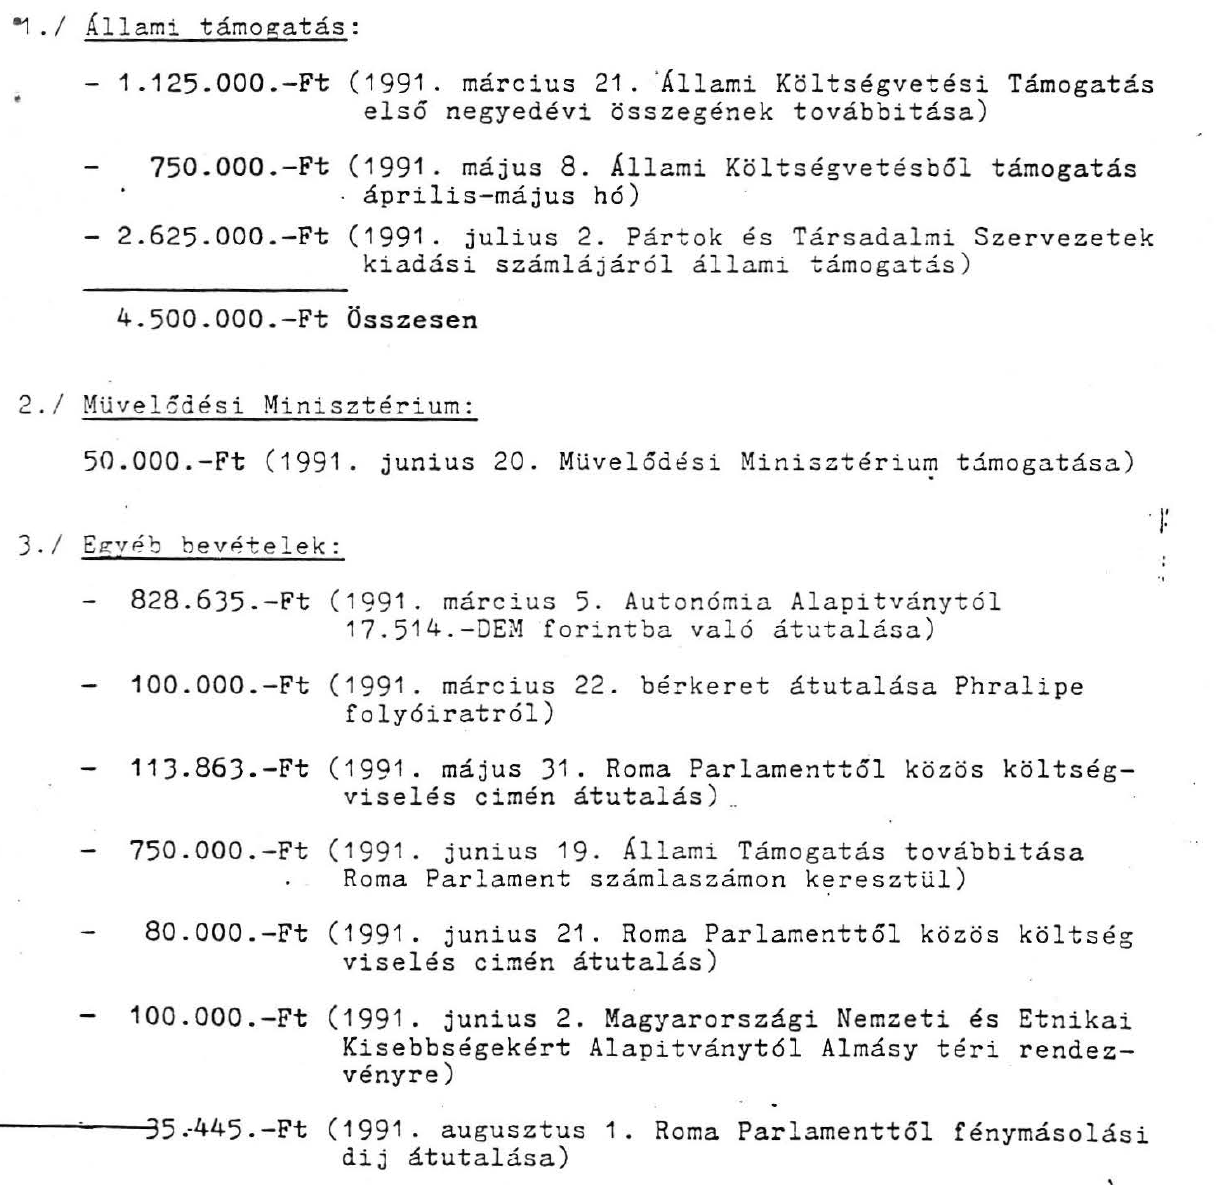 1./ Állami támogatás:
- 1.125.000.-Ft (1991. március 21. Állami Költségvetési Támogatás
első negyedévi összegének továbbitása)
- 750.000.-Ft (1991. május 8. Állami Költségvetésből támogatás
április-május hó)
- 2.625.000.-Ft (1991. julius 2. Pártok és Társadalmi Szervezetek
kiadási számlájáról állami támogatás)
4.500.000.-Ft Összesen
2./ Müvelődési Minisztérium:
50.000.-Ft (1991. junius 20. Müvelődési Minisztérium támogatása)
3./ Egyéb bevételek:
- 828.635.-Ft (1991. március 5. Autonómia Alapitványtól
17.514.-DEM forintba való átutalása)
- 100.000.-Ft (1991. március 22. bérkeret átutalása Phralipe
folyóiratról)
- 113.863.-Ft (1991. május 31. Roma Parlamenttől közös költség-
viselés cimén átutalás)
- 750.000.-Ft (1991. junius 19. Állami Támogatás továbbitása
Roma Parlament számlaszámon keresztül)
- 80.000.-Ft (1991. junius 21. Roma Parlamenttől közös költség
viselés cimén átutalás)
- 100.000.-Ft (1991. junius 2. Magyarországi Nemzeti és Etnikai
Kisebbségekért Alapitványtól Almásy téri rendez-
vényre)
35.445.-Ft (1991. augusztus 1. Roma Parlamenttől fénymásolási
dij átutalása)